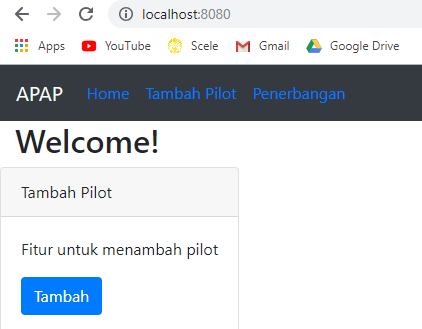 localhost:8080
Apps YouTube Scele Gmail Google Drive
APAP Home Tambah Pilot Penerbangan
Welcome!
Tambah Pilot
Fitur untuk menambah pilot
Tambah